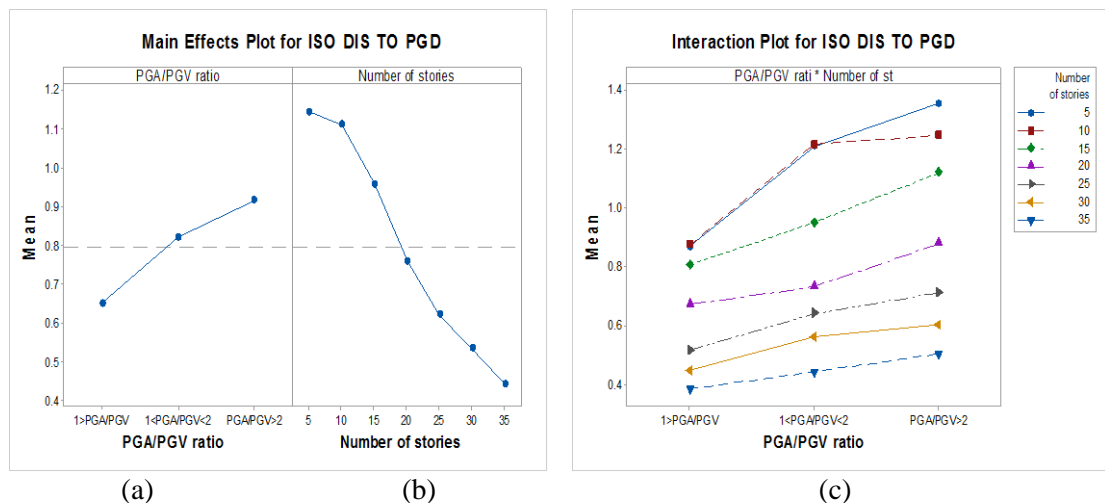 Main Effects Plot for ISO DIS TO PGD
PGA/PGV ratio
Number of stories
1.2
1.1
1.0
0.9
0.8
0.7
0.6
0.5
0.4
Mean
1>PGA/PGV
1<PGA/PGV<2
PGA/PGV>2
5
10
15
20
25
30
35
PGA/PGV ratio
Number of stories
(a)
(b)
Interaction Plot for ISO DIS TO PGD
PGA/PGV rati * Number of st
1.4
1.2
1.0
0.8
0.6
0.4
Mean
1>PGA/PGV
1<PGA/PGV<2
PGA/PGV>2
PGA/PGV ratio
Number
of stories
5
10
15
20
25
30
35
(c)